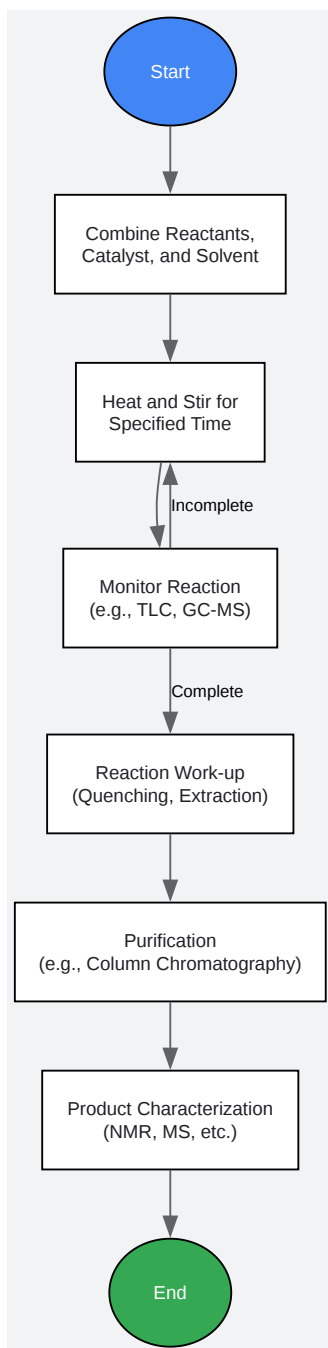 Start
Combine Reactants,
Catalyst, and Solvent
Heat and Stir for
Specified Time
Incomplete
Monitor Reaction
(e.g., TLC, GC-MS)
Complete
Reaction Work-up
(Quenching, Extraction)
Purification
(e.g., Column Chromatography)
Product Characterization
(NMR, MS, etc.)
End